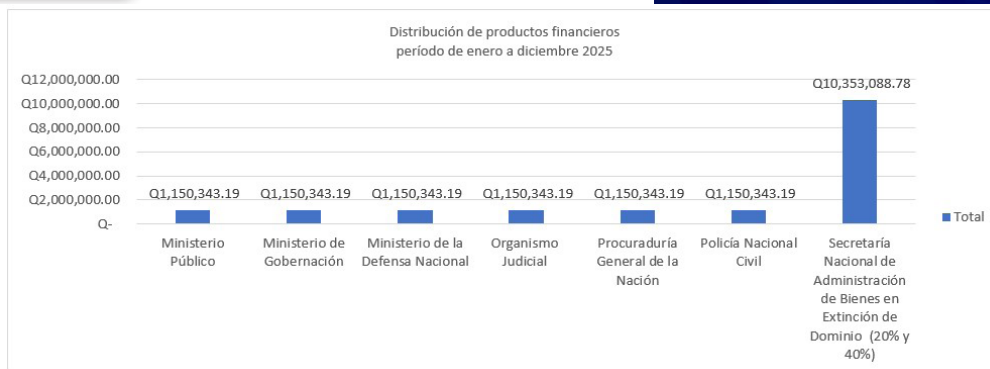 Distribución de productos financieros
período de enero a diciembre 2025
Q12,000,000.00
Q10,000,000.00
Q8,000,000.00
Q6,000,000.00
Q4,000,000.00
Q2,000,000.00
Q-
Q1,150,343.19
Q1,150,343.19
Q1,150,343.19
Q1,150,343.19
Q1,150,343.19
Q1,150,343.19
Q10,353,088.78
Ministerio
Público
Ministerio de
Gobernación
Ministerio de la
Defensa Nacional
Organismo
Judicial
Procuraduría
General de la
Nación
Policía Nacional
Civil
Secretaría
Nacional de
Administración
de Bienes en
Extinción de
Dominio (20% y
40%)
Total